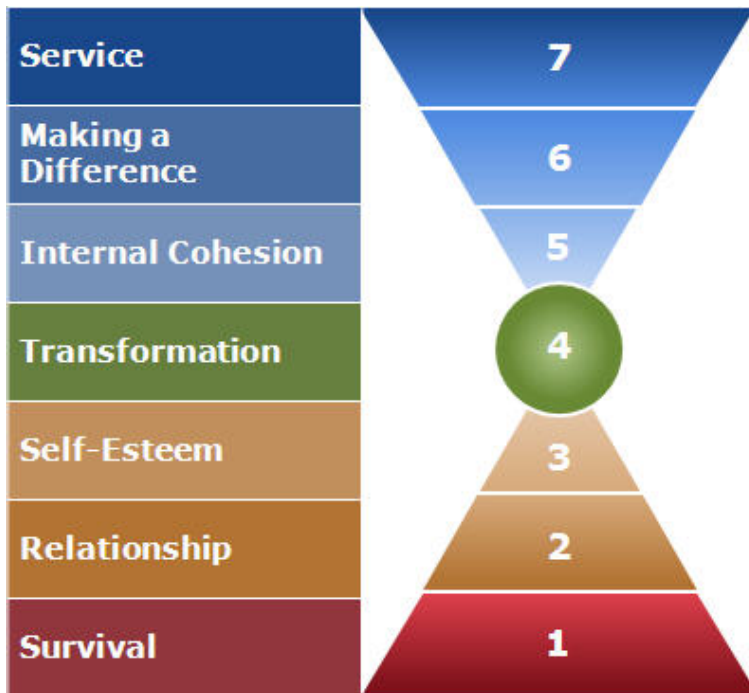 Service
7
Making a
Difference
6
Internal Cohesion
5
Transformation
4
Self-Esteem
3
Relationship
2
Survival
1